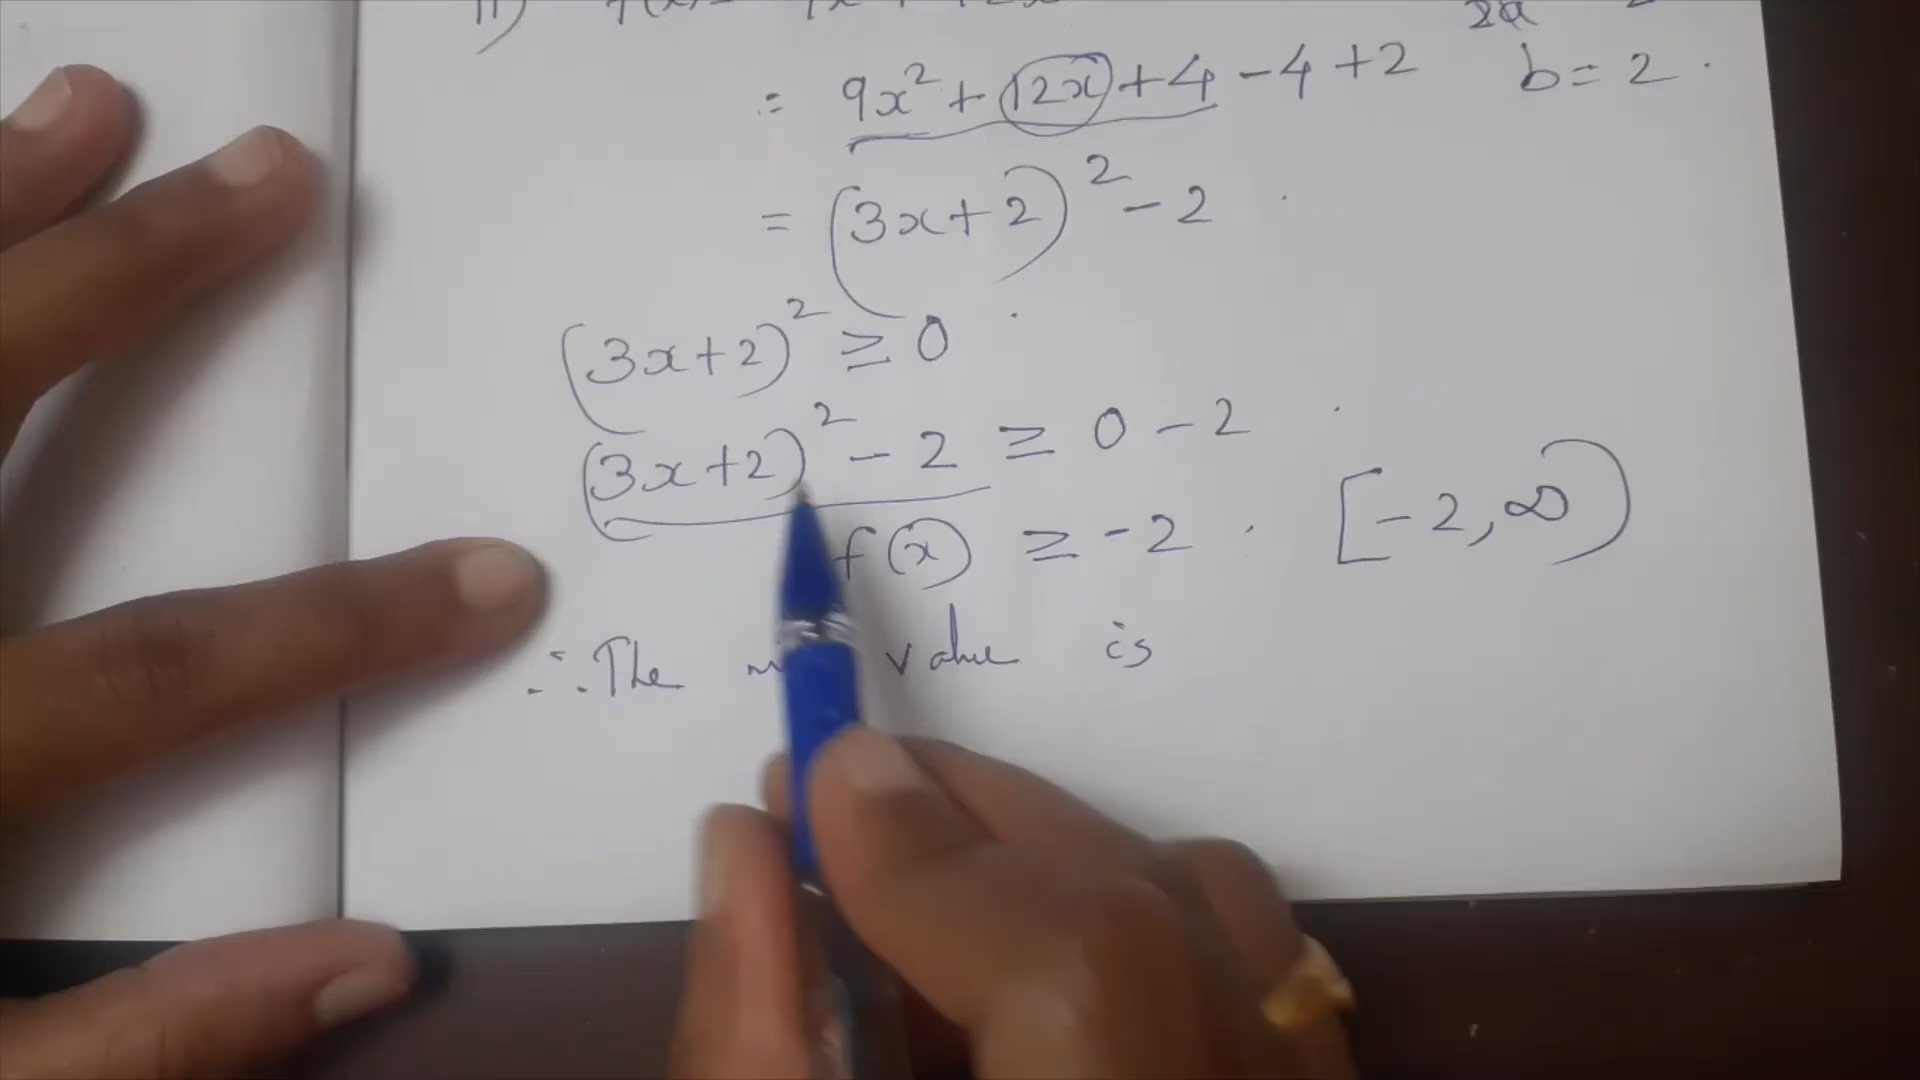 2a
= 9x² + 12x + 4 - 4 + 2 b = 2
= (3x + 2)² - 2
(3x + 2)² ≥ 0
(3x + 2)² - 2 ≥ 0 - 2
f(x) ≥ -2 [-2, ∞)
∴ The value is